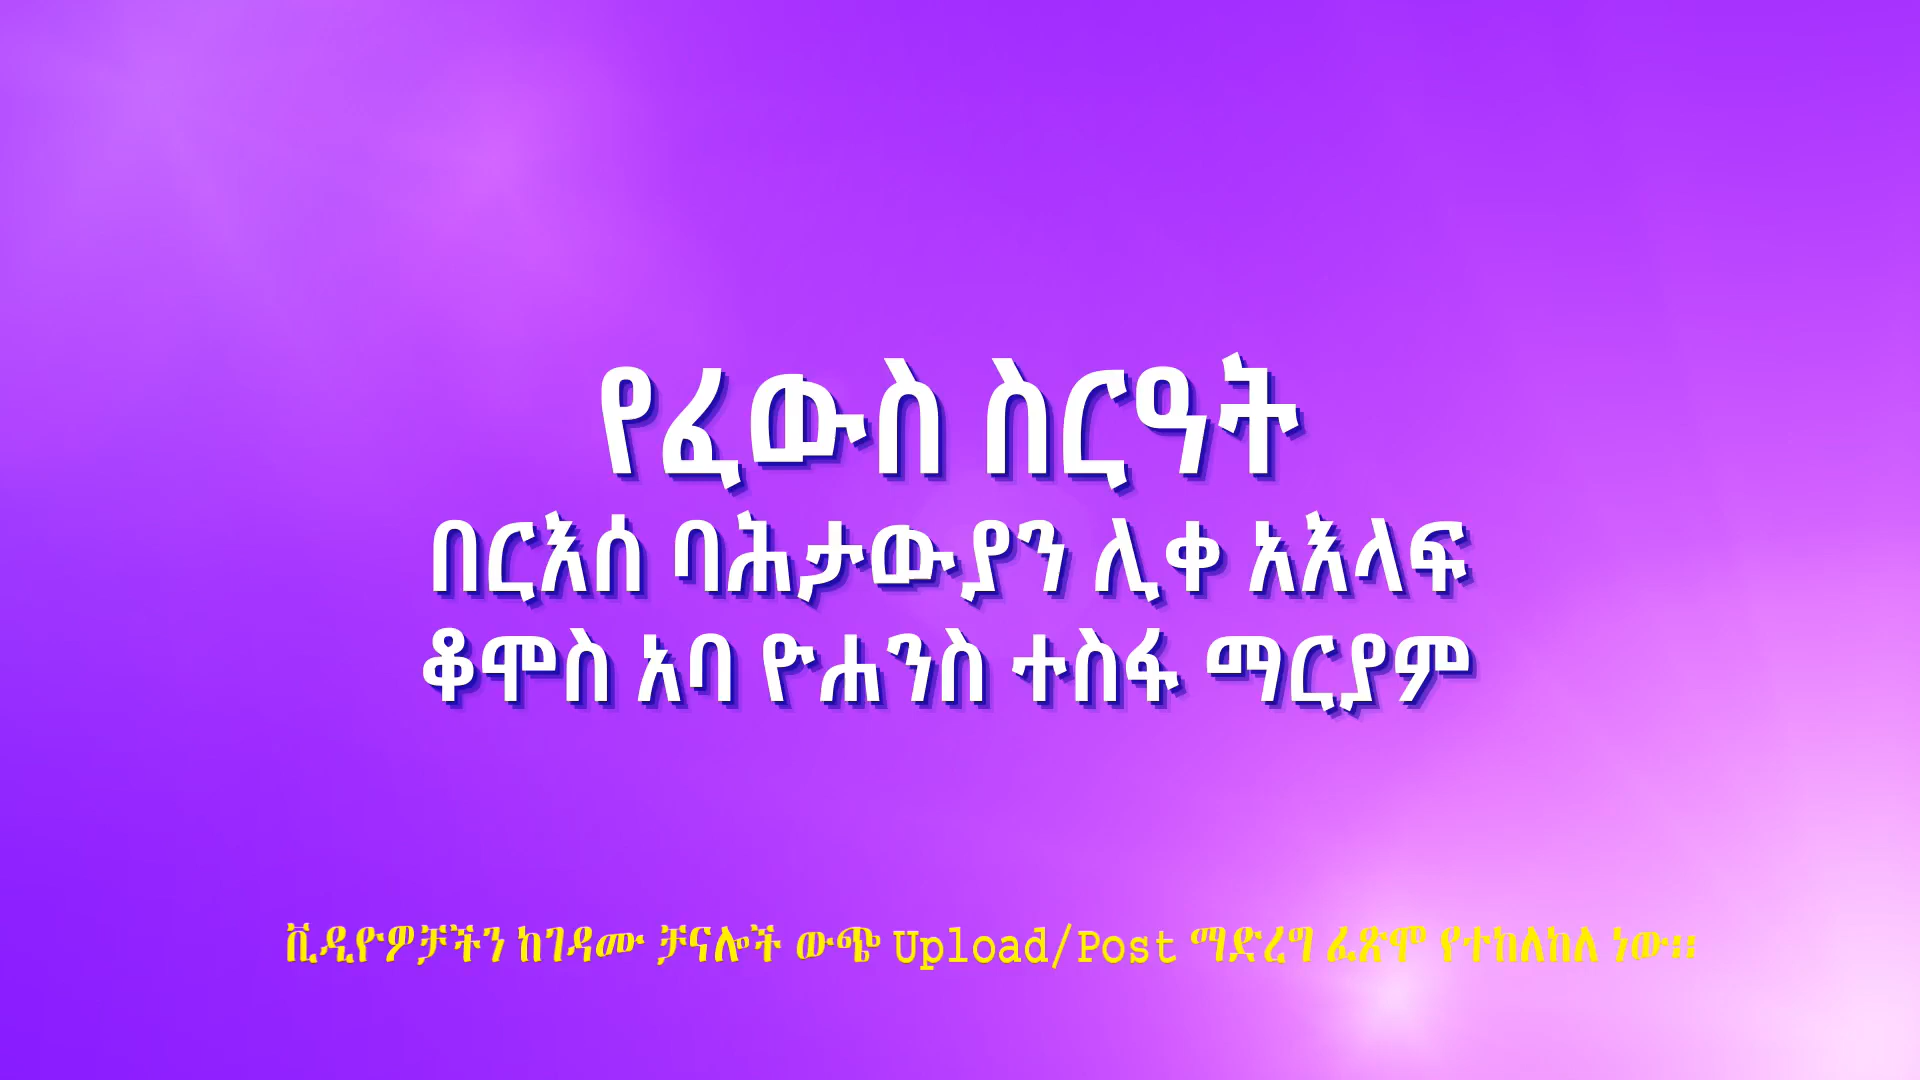 የፈውስ ስርዓት
በርእሰ ባሕታውያን ሊቀ አእላፍ
ቆሞስ አባ ዮሐንስ ተስፋ ማርያም
ቪዲዮዎቻችን ከገዳሙ ቻናሎች ውጭ Upload/Post ማድረግ ፈጽሞ የተከለከለ ነው።